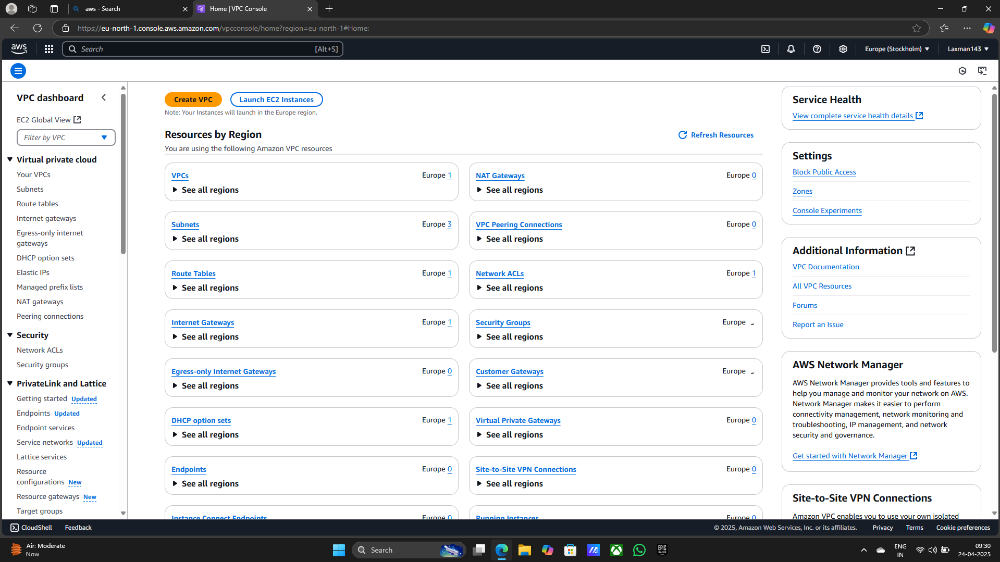 aws - Search
Home | VPC Console
https://eu-north-1.console.aws.amazon.com/vpcconsole/home?region=eu-north-1#Home:
aws
Search
[Alt+S]
Europe (Stockholm)
Laxman143
VPC dashboard
EC2 Global View
Filter by VPC
Virtual private cloud
Your VPCs
Subnets
Route tables
Internet gateways
Egress-only internet
gateways
DHCP option sets
Elastic IPs
Managed prefix lists
NAT gateways
Peering connections
Security
Network ACLs
Security groups
PrivateLink and Lattice
Getting started Updated
Endpoints Updated
Endpoint services
Service networks Updated
Lattice services
Resource
configurations New
Resource gateways New
Target groups
Create VPC
Launch EC2 Instances
Note: Your Instances will launch in the Europe region.
Resources by Region
Refresh Resources
You are using the following Amazon VPC resources
VPCs Europe 1
See all regions
NAT Gateways Europe 0
See all regions
Subnets Europe 3
See all regions
VPC Peering Connections Europe 0
See all regions
Route Tables Europe 1
See all regions
Network ACLs Europe 1
See all regions
Internet Gateways Europe 1
See all regions
Security Groups Europe
See all regions
Egress-only Internet Gateways Europe 0
See all regions
Customer Gateways Europe
See all regions
DHCP option sets Europe 1
See all regions
Virtual Private Gateways Europe 0
See all regions
Endpoints Europe 0
See all regions
Site-to-Site VPN Connections Europe 0
See all regions
Instance Connect Endpoints Europe 0
Running Instances Europe 0
Service Health
View complete service health details
Settings
Block Public Access
Zones
Console Experiments
Additional Information
VPC Documentation
All VPC Resources
Forums
Report an Issue
AWS Network Manager
AWS Network Manager provides tools and features to
help you manage and monitor your network on AWS.
Network Manager makes it easier to perform
connectivity management, network monitoring and
troubleshooting, IP management, and network
security and governance.
Get started with Network Manager
Site-to-Site VPN Connections
Amazon VPC enables you to use your own isolated
CloudShell
Feedback
© 2025, Amazon Web Services, Inc. or its affiliates.
Privacy
Terms
Cookie preferences
Air: Moderate
Now
Search
EPIC
GAMES
ENG
IN
09:30
24-04-2025